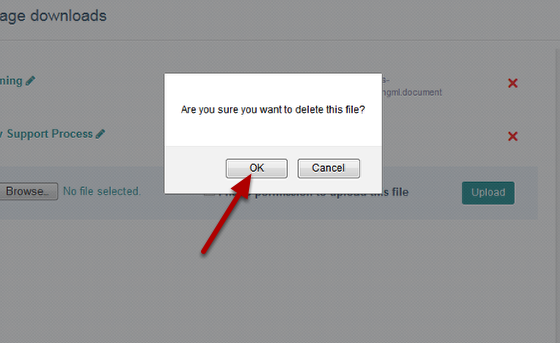 age downloads
ning
s-
ngml.document
Are you sure you want to delete this file?
Support Process
OK
Cancel
Browse..
No file selected.
permission to upload this file
Upload